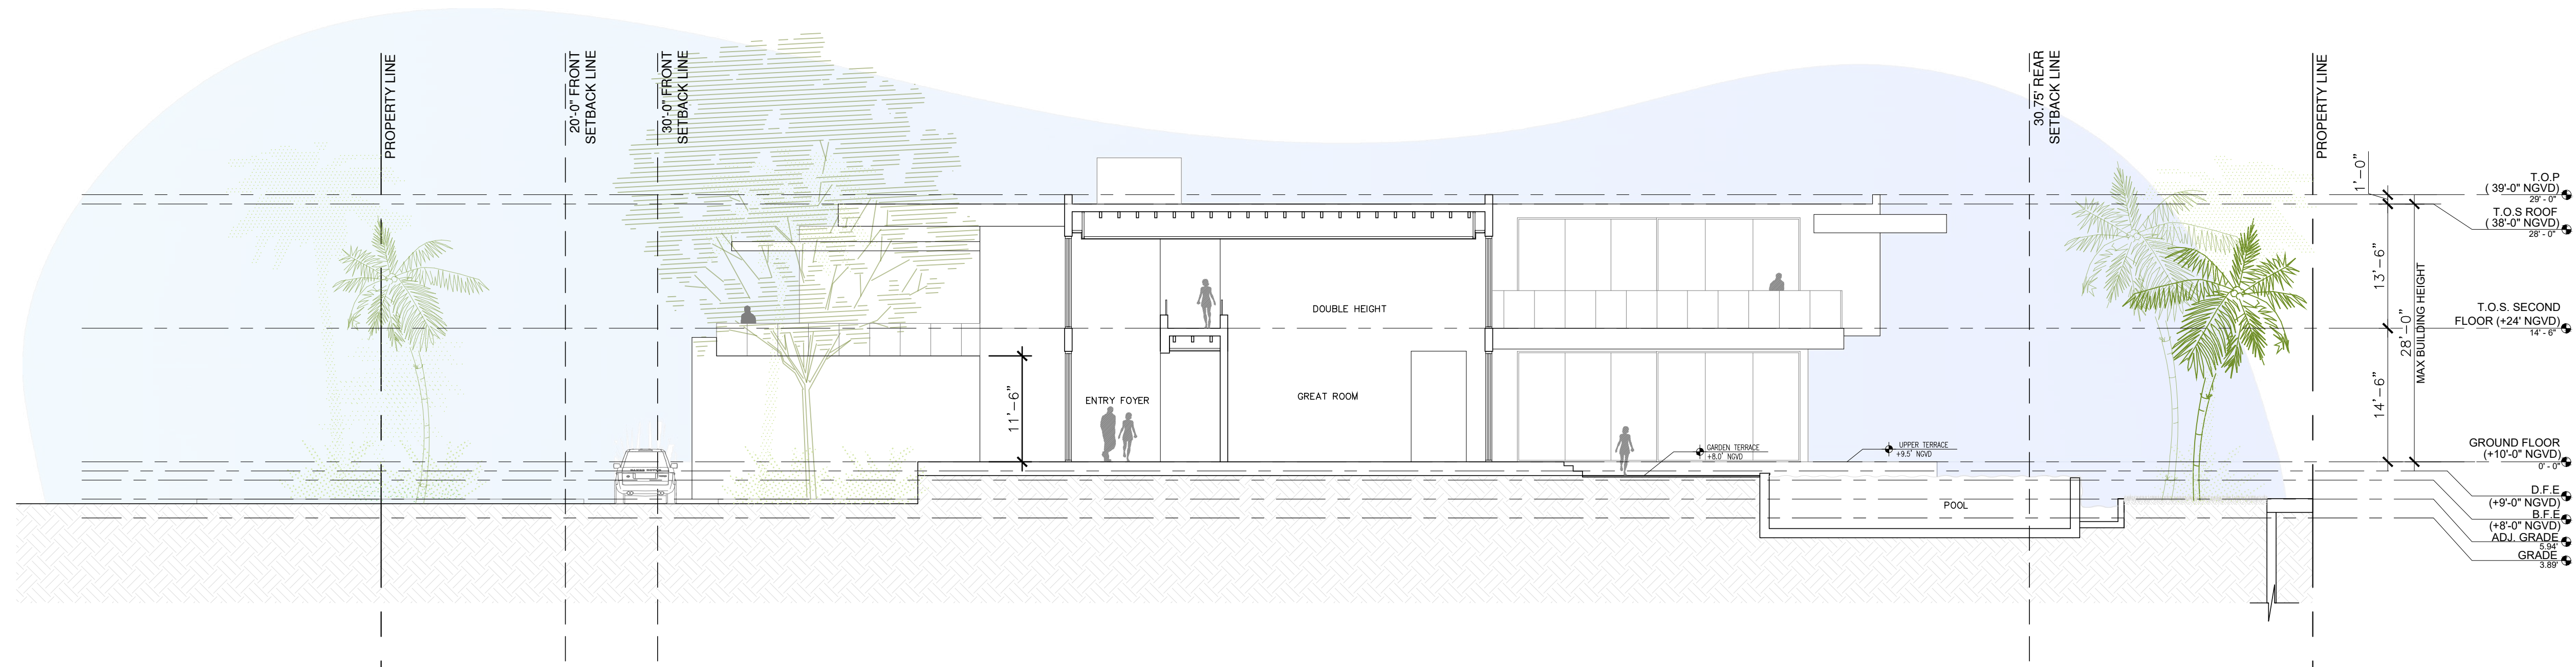 PROPERTY LINE
20'-0" FRONT
SETBACK LINE
30'-0" FRONT
SETBACK LINE
30.75' REAR
SETBACK LINE
PROPERTY LINE
1'-0"
T.O.P
( 39'-0" NGVD)
29' - 0"
T.O.S ROOF
( 38'-0" NGVD)
28' - 0"
13'-6"
28'-0"
MAX BUILDING HEIGHT
T.O.S. SECOND
FLOOR (+24' NGVD)
14' - 6"
14'-6"
DOUBLE HEIGHT
11'-6"
ENTRY FOYER
GREAT ROOM
GARDEN TERRACE
+8.0' NGVD
UPPER TERRACE
+9.5' NGVD
POOL
GROUND FLOOR
(+10'-0" NGVD)
0' - 0"
D.F.E
(+9'-0" NGVD)
B.F.E
(+8'-0" NGVD)
ADJ. GRADE
5.94'
GRADE
3.89'